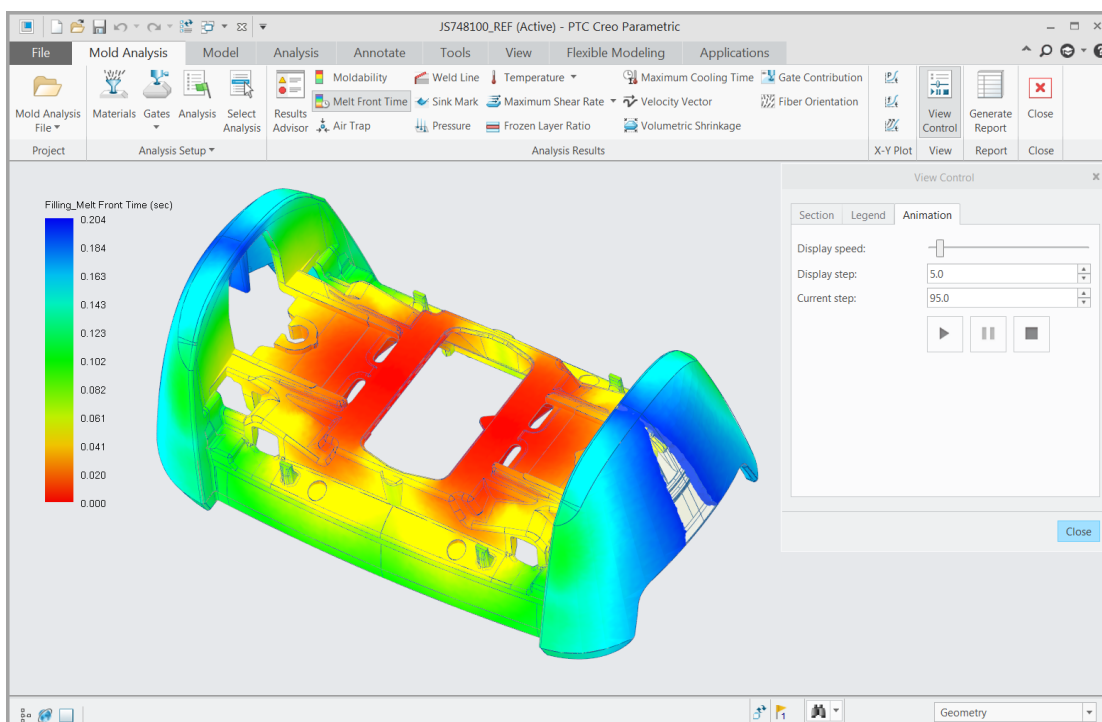 JS748100_REF (Active) - PTC Creo Parametric
File Mold Analysis Model Analysis Annotate Tools View Flexible Modeling Applications
Moldability Weld Line Temperature Maximum Cooling Time Gate Contribution
Melt Front Time Sink Mark Maximum Shear Rate Velocity Vector Fiber Orientation
Air Trap Pressure Frozen Layer Ratio Volumetric Shrinkage
Mold Analysis Materials Gates Analysis Select Results View Generate Close
File Analysis Advisor Control Report
Project Analysis Setup Analysis Results X-Y Plot View Report Close
View Control
Filling_Melt Front Time (sec)
0.204
0.184
0.163
0.143
0.123
0.102
0.082
0.061
0.041
0.020
0.000
Section Legend Animation
Display speed:
Display step: 5.0
Current step: 95.0
Close
1 Geometry